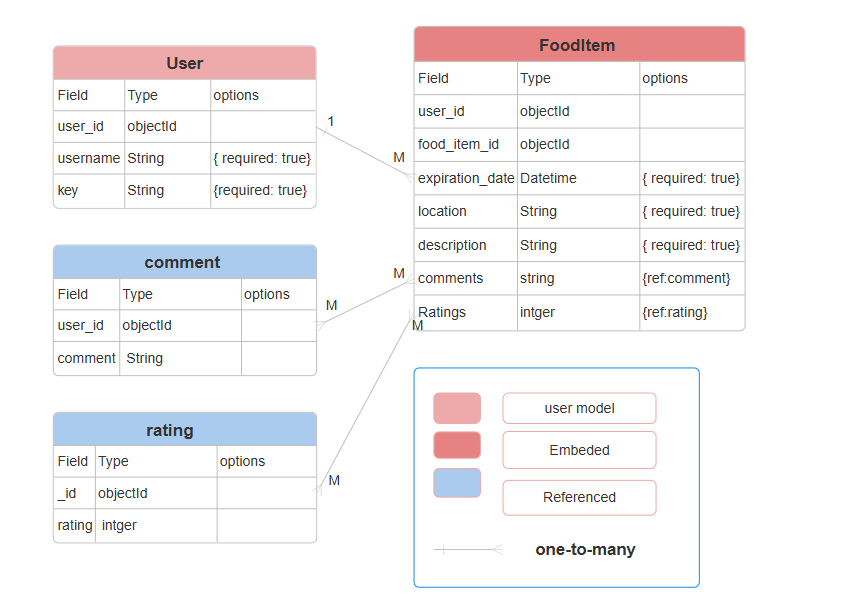 User
Field Type options
user_id objectId
username String { required: true}
key String {required: true}
FoodItem
Field Type options
user_id objectId
food_item_id objectId
expiration_date Datetime { required: true}
location String { required: true}
description String { required: true}
comments string {ref:comment}
Ratings intger {ref:rating}
1
M
comment
Field Type options
user_id objectId
comment String
M
M
rating
Field Type options
_id objectId
rating intger
M
M
user model
Embeded
Referenced
one-to-many